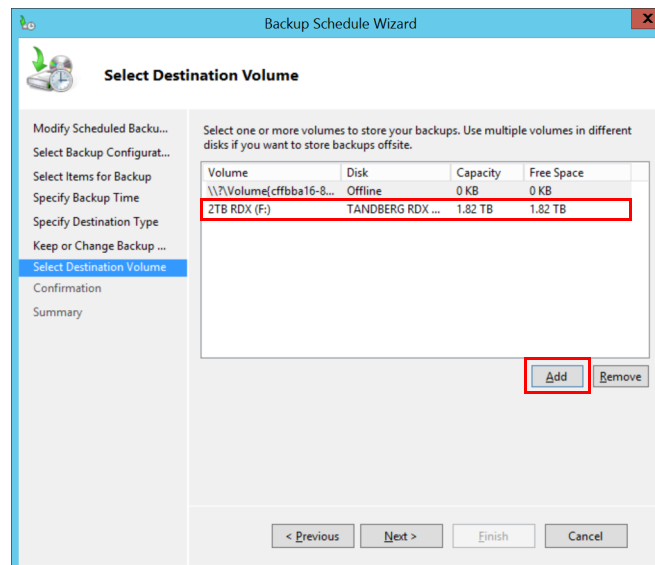 Backup Schedule Wizard
X
Select Destination Volume
Modify Scheduled Backu...
Select Backup Configurat...
Select Items for Backup
Specify Backup Time
Specify Destination Type
Keep or Change Backup ...
Select Destination Volume
Confirmation
Summary
Select one or more volumes to store your backups. Use multiple volumes in different
disks if you want to store backups offsite.
Volume Disk Capacity Free Space
\\?\Volume{cffbba16-8... Offline 0 KB 0 KB
2TB RDX (F:) TANDBERG RDX ... 1.82 TB 1.82 TB
Add Remove
< Previous Next > Finish Cancel